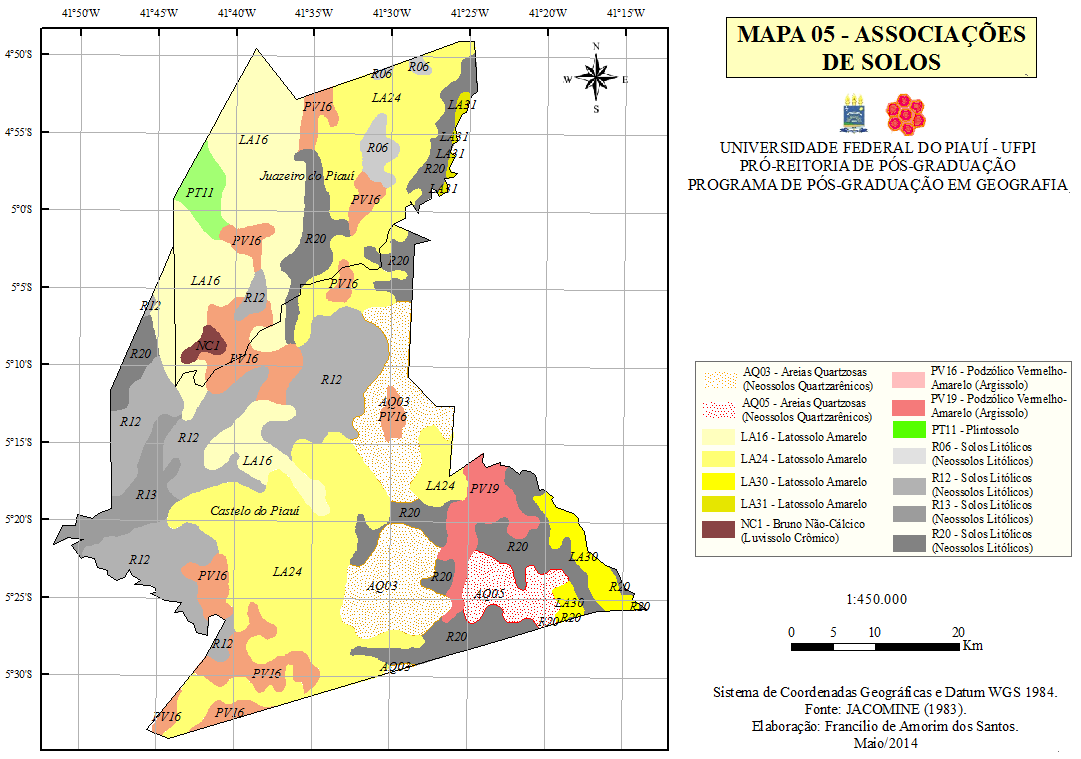 41°50'W 41°45'W 41°40'W 41°35'W 41°30'W 41°25'W 41°20'W 41°15'W
4°50'S
4°55'S
5°0'S
5°5'S
5°10'S
5°15'S
5°20'S
5°25'S
5°30'S
N
W E
S
R06
R06
LA24
PV16
LA31
LA16
LA31
R06
LA31
R20
Juazeiro do Piauí
PT11
LA31
PV16
PV16
R20
R20
LA16
PV16
R12
R12
NC1
R20
PV16
R12
AQ03
PV16
R12
R12
LA16
LA24
PV19
R13
Castelo do Piauí
R20
R20
R12
LA30
PV16
LA24
R20
AQ03
R20
AQ05
LA30
R20
R20
R20
R20
R12
AQ03
PV16
PV16
PV16
MAPA 05 - ASSOCIAÇÕES
DE SOLOS
UNIVERSIDADE FEDERAL DO PIAUÍ - UFPI
PRÓ-REITORIA DE PÓS-GRADUAÇÃO
PROGRAMA DE PÓS-GRADUAÇÃO EM GEOGRAFIA
AQ03 - Areias Quartzosas
(Neossolos Quartzarênicos)
AQ05 - Areias Quartzosas
(Neossolos Quartzarênicos)
LA16 - Latossolo Amarelo
LA24 - Latossolo Amarelo
LA30 - Latossolo Amarelo
LA31 - Latossolo Amarelo
NC1 - Bruno Não-Cálcico
(Luvissolo Crômico)
PV16 - Podzólico Vermelho-
Amarelo (Argissolo)
PV19 - Podzólico Vermelho-
Amarelo (Argissolo)
PT11 - Plintossolo
R06 - Solos Litólicos
(Neossolos Litólicos)
R12 - Solos Litólicos
(Neossolos Litólicos)
R13 - Solos Litólicos
(Neossolos Litólicos)
R20 - Solos Litólicos
(Neossolos Litólicos)
1:450.000
0 5 10 20
Km
Sistema de Coordenadas Geográficas e Datum WGS 1984.
Fonte: JACOMINE (1983).
Elaboração: Francílio de Amorim dos Santos.
Maio/2014